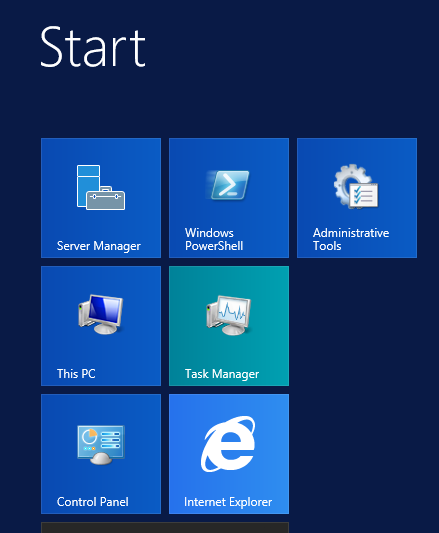 Start
Server Manager
Windows
PowerShell
Administrative
Tools
This PC
Task Manager
Control Panel
Internet Explorer